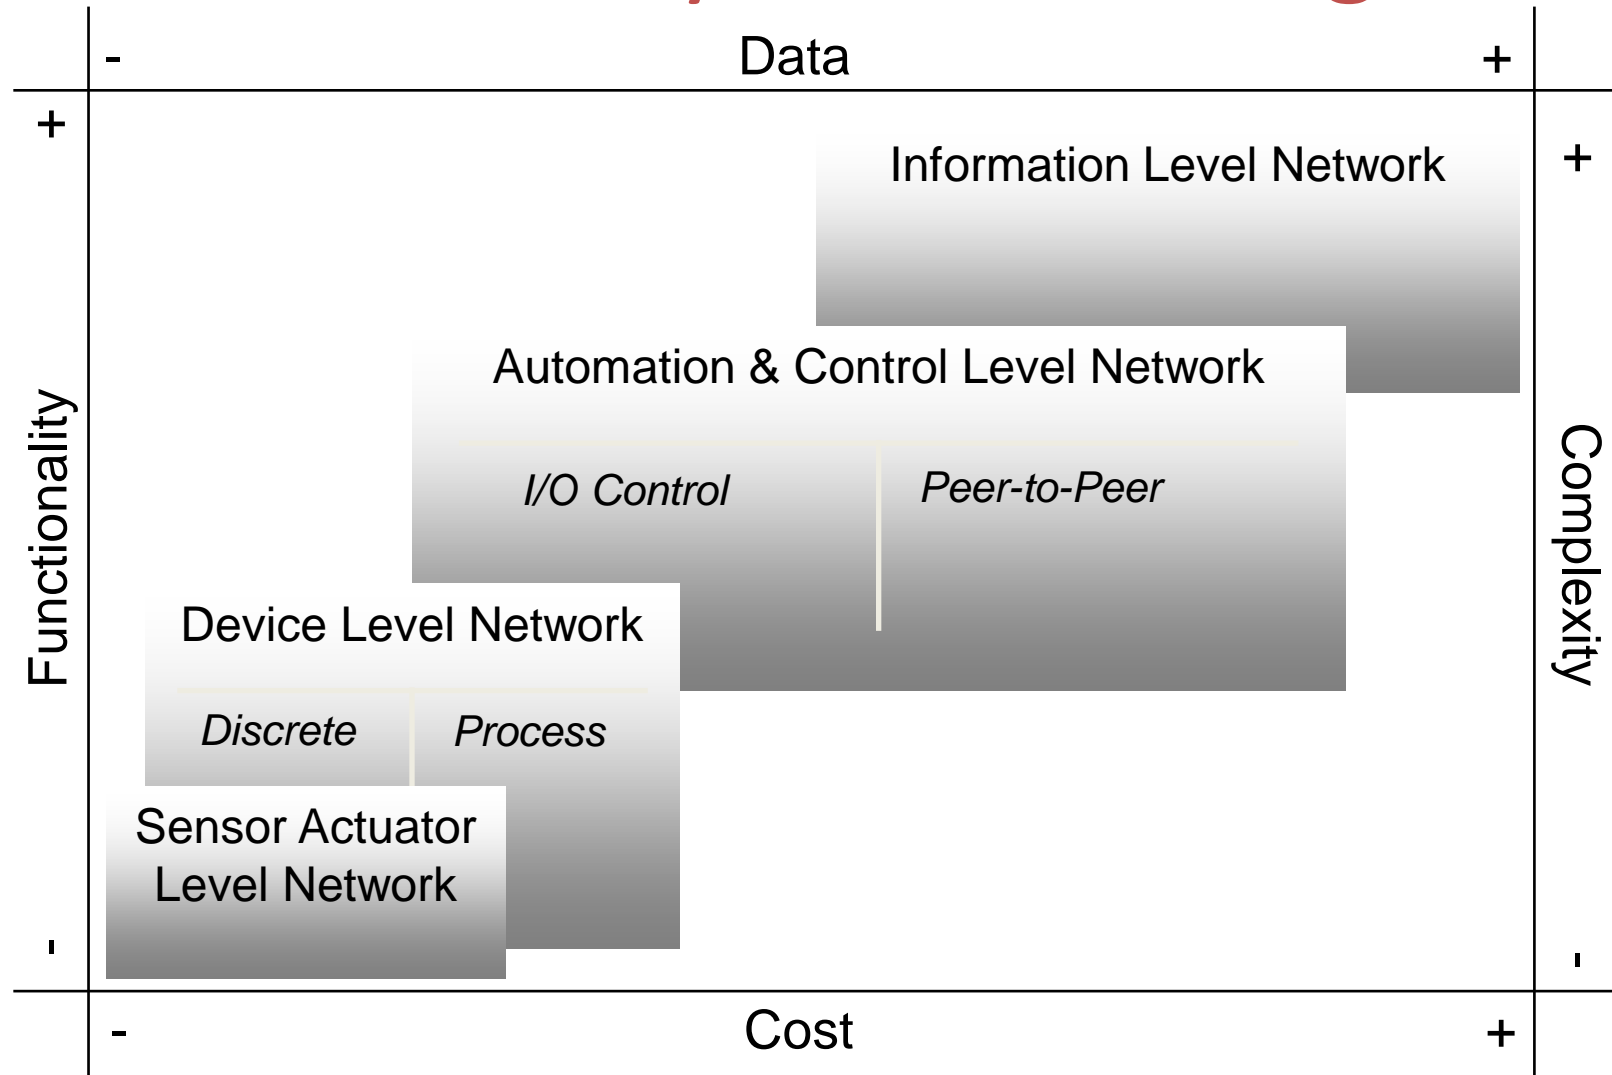 - Data +
+
+
Information Level Network
Automation & Control Level Network
I/O Control
Peer-to-Peer
Functionality
Complexity
Device Level Network
Discrete
Process
Sensor Actuator
Level Network
-
-
- Cost +